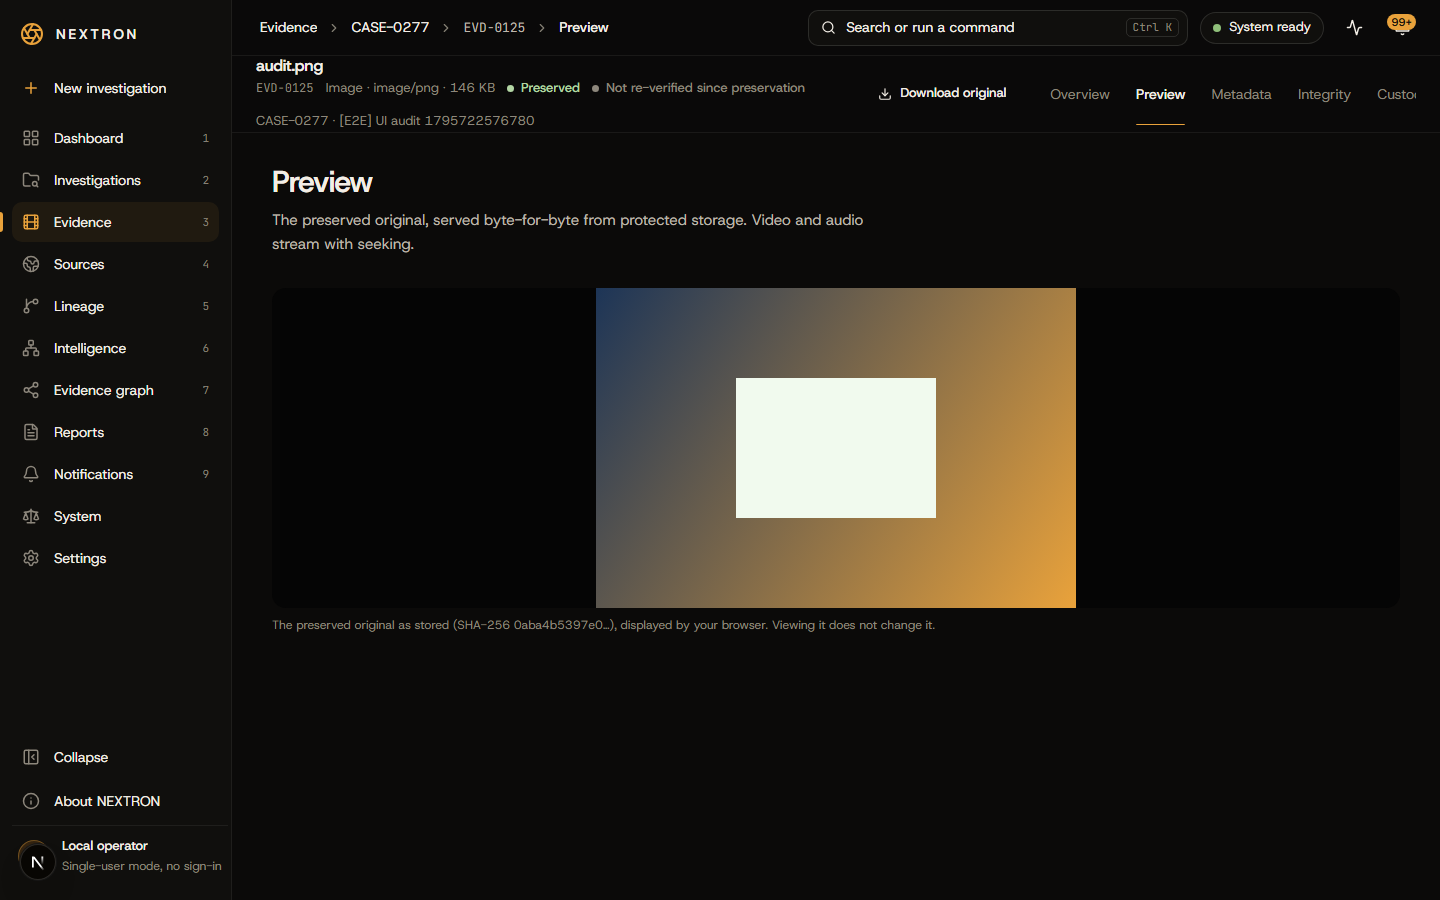 NEXTRON
Evidence > CASE-0277 > EVD-0125 > Preview
Search or run a command
Ctrl K
System ready
99+
New investigation
Dashboard 1
Investigations 2
Evidence 3
Sources 4
Lineage 5
Intelligence 6
Evidence graph 7
Reports 8
Notifications 9
System
Settings
Collapse
About NEXTRON
N
Local operator
Single-user mode, no sign-in
audit.png
EVD-0125 Image · image/png · 146 KB Preserved Not re-verified since preservation
CASE-0277 · [E2E] UI audit 1795722576780
Download original
Overview Preview Metadata Integrity Custo
Preview
The preserved original, served byte-for-byte from protected storage. Video and audio
stream with seeking.
The preserved original as stored (SHA-256 0aba4b5397e0…), displayed by your browser. Viewing it does not change it.